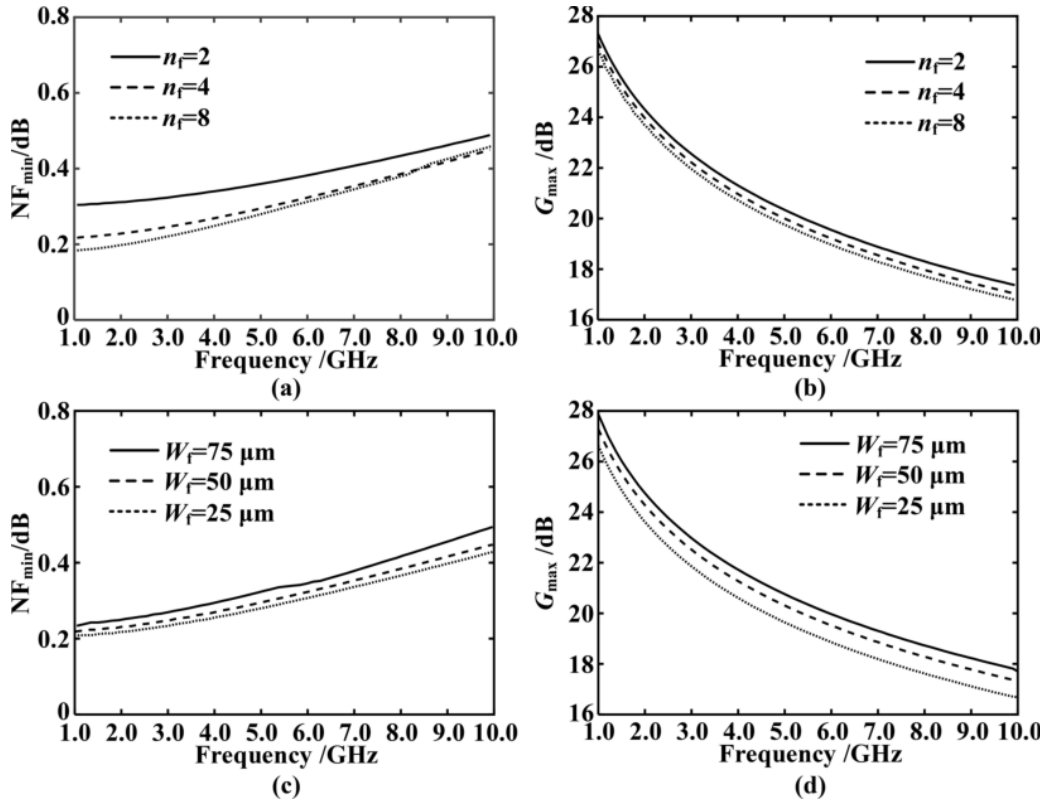 0.8
0.6
0.4
0.2
0
NFmin/dB
nf=2
nf=4
nf=8
1.0 2.0 3.0 4.0 5.0 6.0 7.0 8.0 9.0 10.0
Frequency /GHz
(a)
28
26
24
22
20
18
16
Gmax /dB
nf=2
nf=4
nf=8
1.0 2.0 3.0 4.0 5.0 6.0 7.0 8.0 9.0 10.0
Frequency /GHz
(b)
0.8
0.6
0.4
0.2
0
NFmin/dB
Wf=75 μm
Wf=50 μm
Wf=25 μm
1.0 2.0 3.0 4.0 5.0 6.0 7.0 8.0 9.0 10.0
Frequency /GHz
(c)
28
26
24
22
20
18
16
Gmax /dB
Wf=75 μm
Wf=50 μm
Wf=25 μm
1.0 2.0 3.0 4.0 5.0 6.0 7.0 8.0 9.0 10.0
Frequency /GHz
(d)